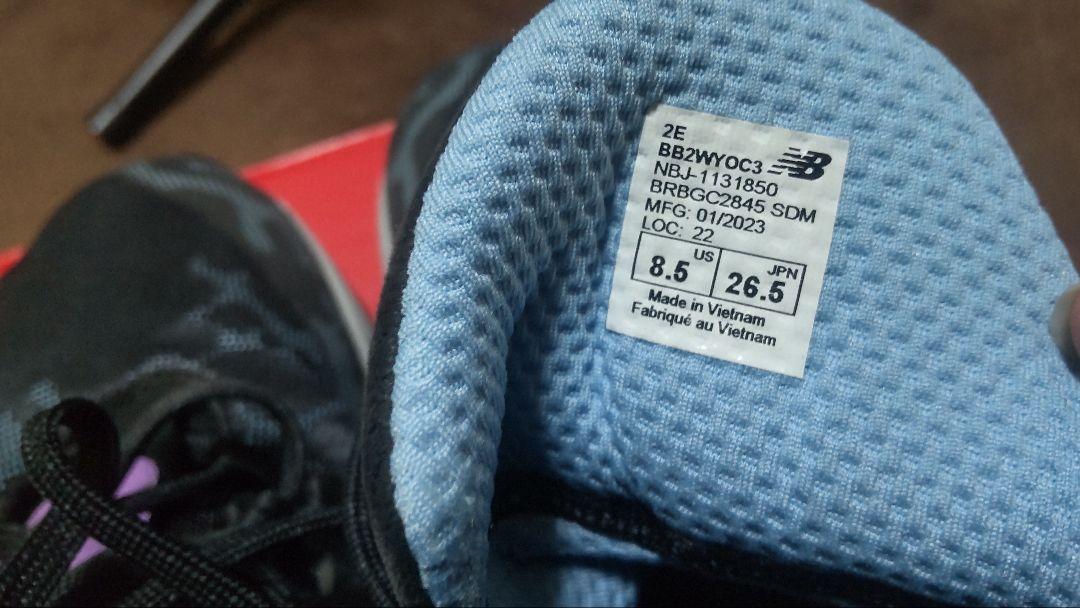 2E
BB2WYOC3
NBJ-1131850
BRBGC2845 SDM
MFG: 01/2023
LOC: 22
US
8.5
JPN
26.5
Made in Vietnam
Fabriqué au Vietnam